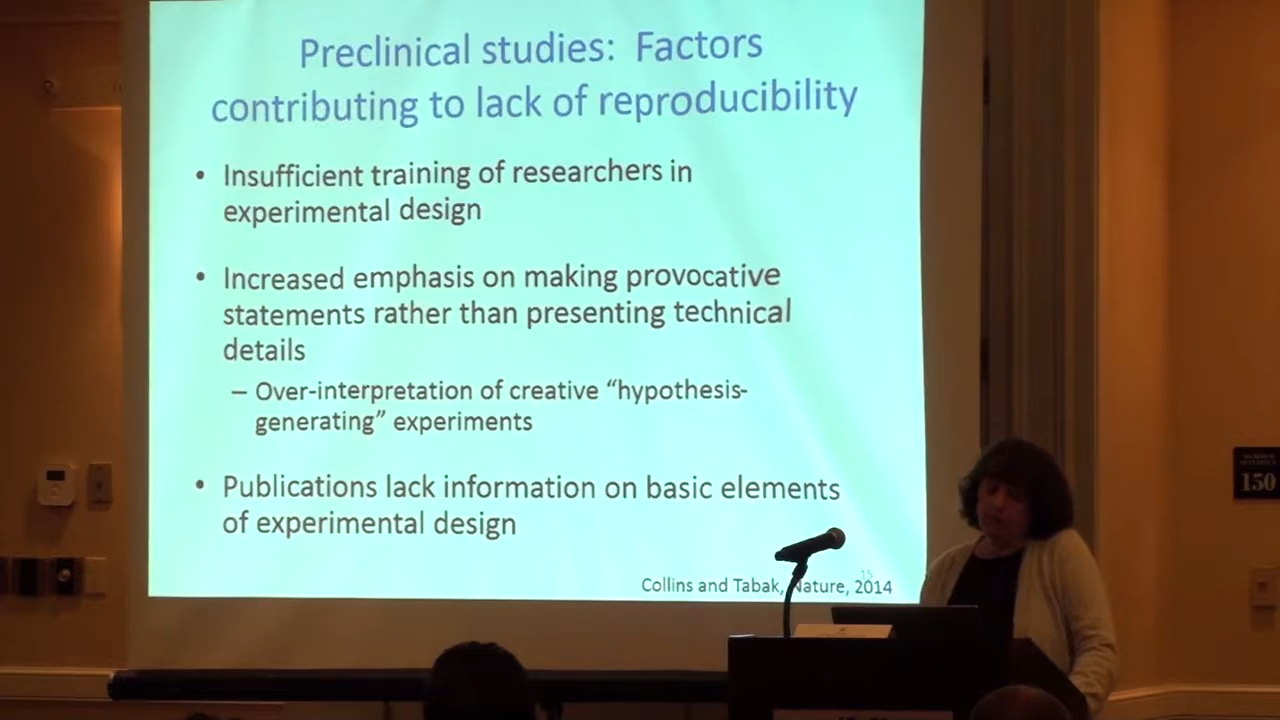 Preclinical studies: Factors
contributing to lack of reproducibility
• Insufficient training of researchers in
experimental design
• Increased emphasis on making provocative
statements rather than presenting technical
details
– Over-interpretation of creative “hypothesis-
generating” experiments
• Publications lack information on basic elements
of experimental design
15
Collins and Tabak, Nature, 2014
150